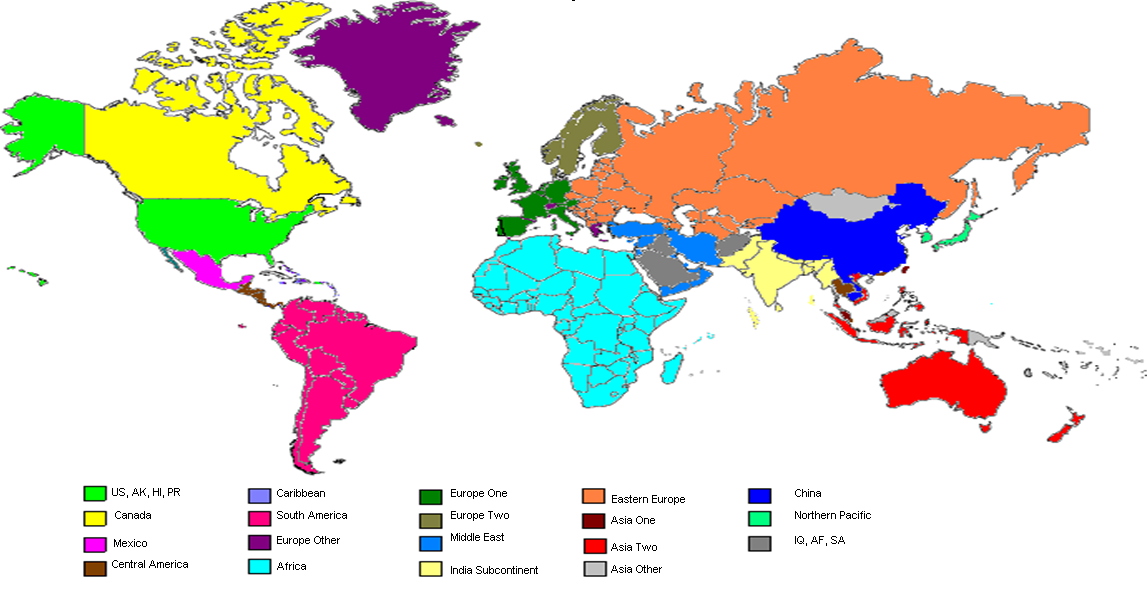 US, AK, HI, PR
Canada
Mexico
Central America
Caribbean
South America
Europe Other
Africa
Europe One
Europe Two
Middle East
India Subcontinent
Eastern Europe
Asia One
Asia Two
Asia Other
China
Northern Pacific
IQ, AF, SA